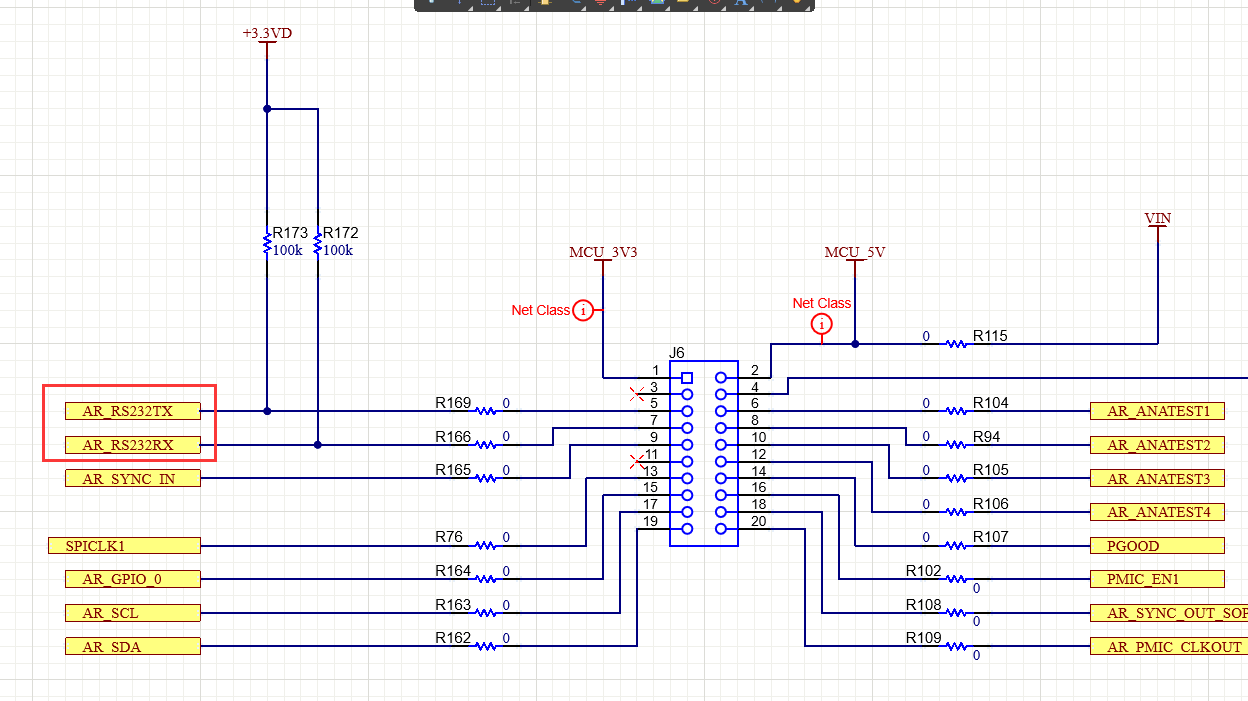 +3.3VD
R173
100k
R172
100k
MCU_3V3
MCU_5V
VIN
Net Class
i
Net Class
i
0
R115
J6
1
2
3
4
5
6
7
8
9
10
11
12
13
14
15
16
17
18
19
20
AR_RS232TX
R169
0
AR_RS232RX
R166
0
AR_SYNC_IN
R165
0
SPICLK1
R76
0
AR_GPIO_0
R164
0
AR_SCL
R163
0
AR_SDA
R162
0
0
R104
AR_ANATEST1
0
R94
AR_ANATEST2
0
R105
AR_ANATEST3
0
R106
AR_ANATEST4
0
R107
PGOOD
R102
0
PMIC_EN1
R108
0
AR_SYNC_OUT_SOP
R109
0
AR_PMIC_CLKOUT